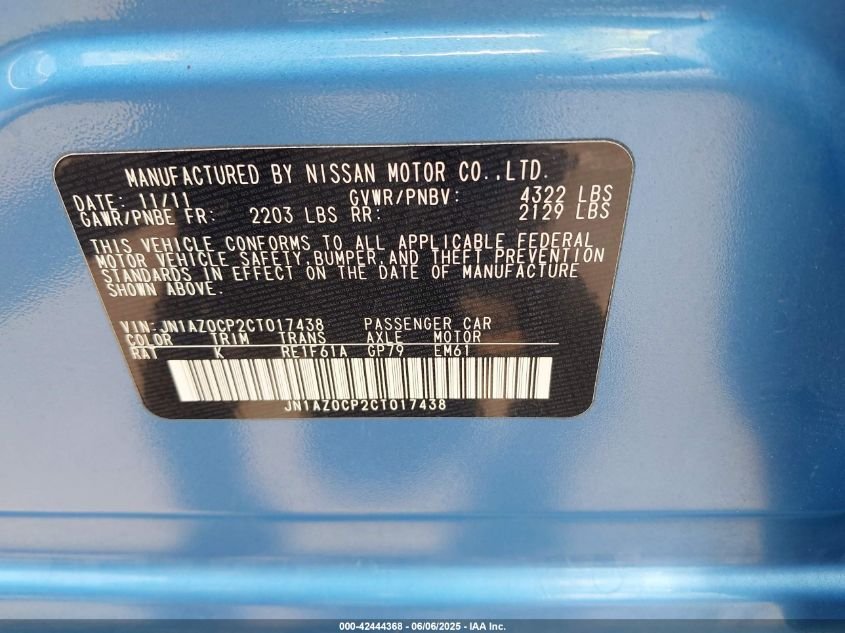 MANUFACTURED BY NISSAN MOTOR CO.,LTD.
DATE: 11/11 GVWR/PNBV: 4322 LBS
GAWR/PNBE FR: 2203 LBS RR: 2129 LBS
THIS VEHICLE CONFORMS TO ALL APPLICABLE FEDERAL
MOTOR VEHICLE SAFETY,BUMPER,AND THEFT PREVENTION
STANDARDS IN EFFECT ON THE DATE OF MANUFACTURE
SHOWN ABOVE.
VIN:JN1AZ0CP2CT017438 PASSENGER CAR
COLOR TRIM TRANS AXLE MOTOR
RAT K RE1F61A GP79 EM61
JN1AZ0CP2CT017438
000-42444368 - 06/06/2025 - IAA Inc.